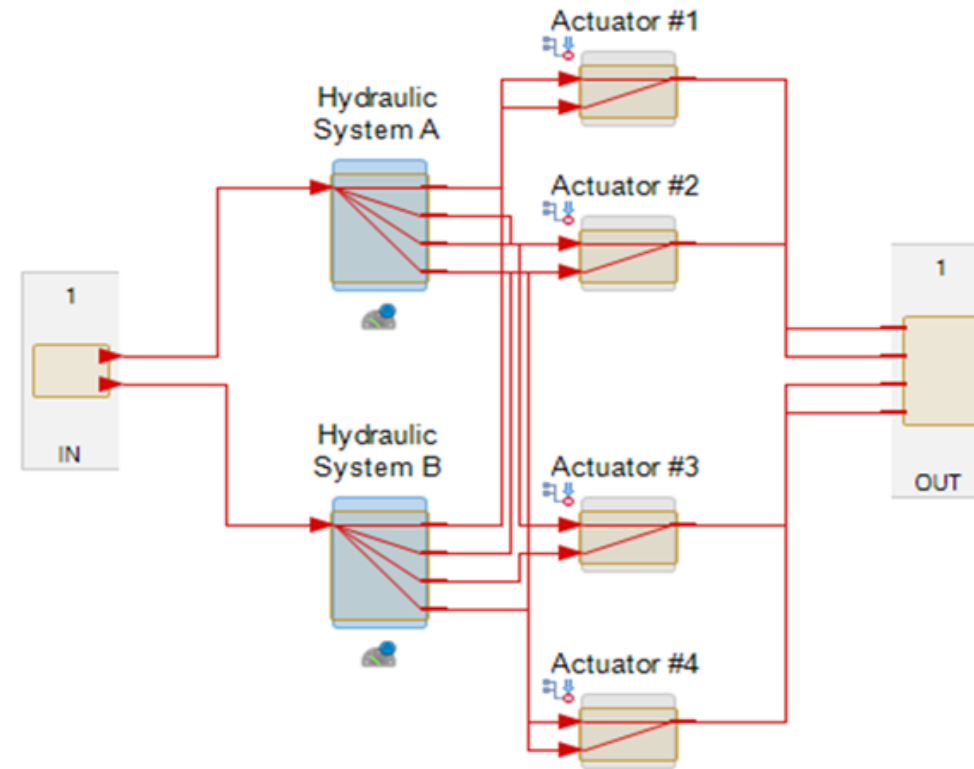 Actuator #1
Hydraulic
System A
Actuator #2
1
IN
1
OUT
Hydraulic
System B
Actuator #3
Actuator #4